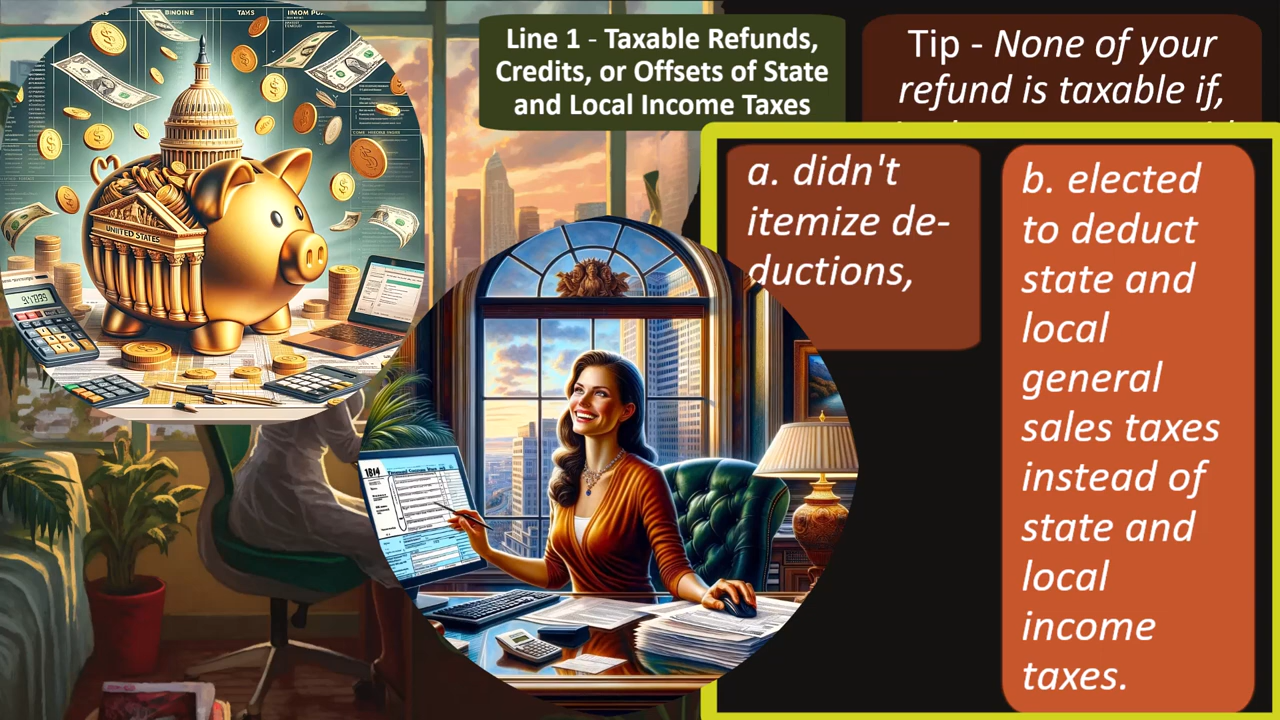 Line 1 - Taxable Refunds,
Credits, or Offsets of State
and Local Income Taxes
Tip - None of your
refund is taxable if,
a. didn't
itemize de-
ductions,
b. elected
to deduct
state and
local
general
sales taxes
instead of
state and
local
income
taxes.
UNIITED STATES
1814